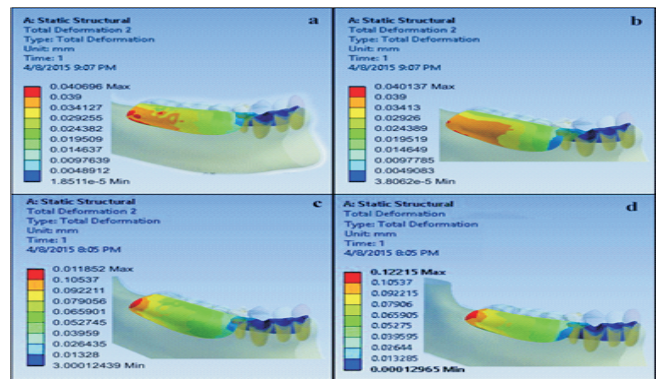 A: Static Structural
Total Deformation 2
Type: Total Deformation
Unit: mm
Time: 1
4/8/2015 9:07 PM
a
0.040696 Max
0.039
0.034127
0.029255
0.024382
0.019509
0.014637
0.0097639
0.0048912
1.8511e-5 Min
A: Static Structural
Total Deformation 2
Type: Total Deformation
Unit: mm
Time: 1
4/8/2015 9:07 PM
b
0.040137 Max
0.039
0.03413
0.02926
0.024389
0.019519
0.014649
0.0097785
0.0049083
3.8062e-5 Min
A: Static Structural
Total Deformation 2
Type: Total Deformation
Unit: mm
Time: 1
4/8/2015 8:05 PM
c
0.011852 Max
0.10537
0.092211
0.079056
0.065901
0.052745
0.03959
0.026435
0.01328
3.00012439 Min
A: Static Structural
Total Deformation
Type: Total Deformation
Unit: mm
Time: 1
4/8/2015 8:05 PM
d
0.12215 Max
0.10537
0.092215
0.07906
0.065905
0.05275
0.039595
0.02644
0.013285
0.00012965 Min